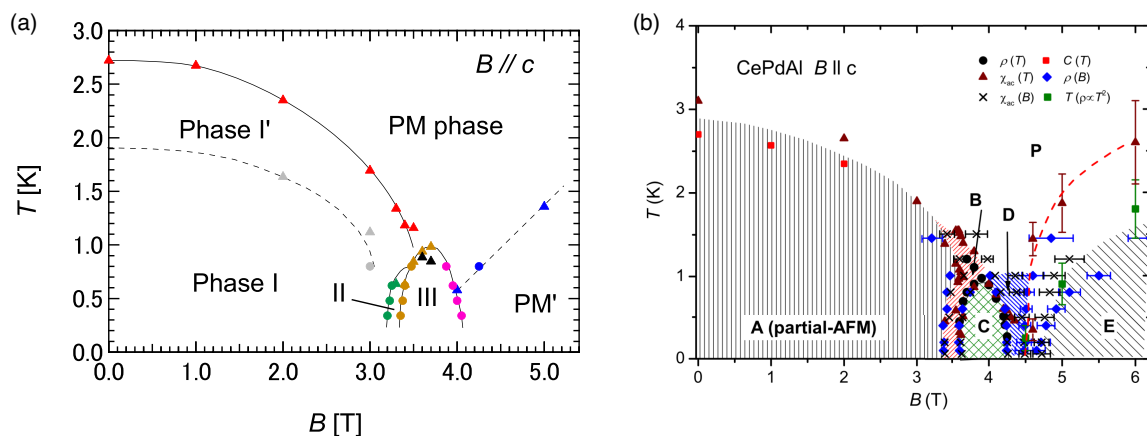 (a)
3.0
2.5
2.0
1.5
1.0
0.5
0.0
T [K]
B // c
Phase I'
PM phase
Phase I
II
III
PM'
0.0
1.0
2.0
3.0
4.0
5.0
B [T]
(b)
4
3
2
1
0
T (K)
CePdAl B || c
ρ (T)
C (T)
χac (T)
ρ (B)
χac (B)
T (ρ∝T²)
P
B
D
A (partial-AFM)
C
E
0
1
2
3
4
5
6
B (T)